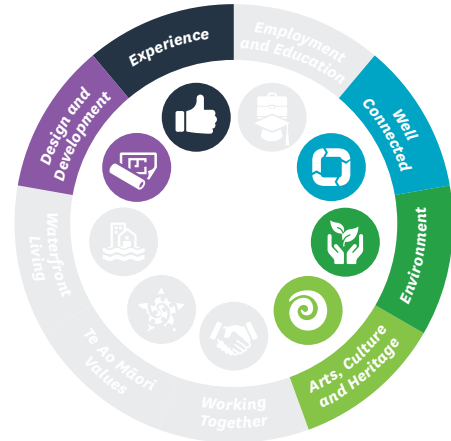 Experience
Employment
and Education
Well
Connected
Environment
Arts, Culture
and Heritage
Working
Together
Te Ao Māori
Values
Waterfront
Living
Design and
Development